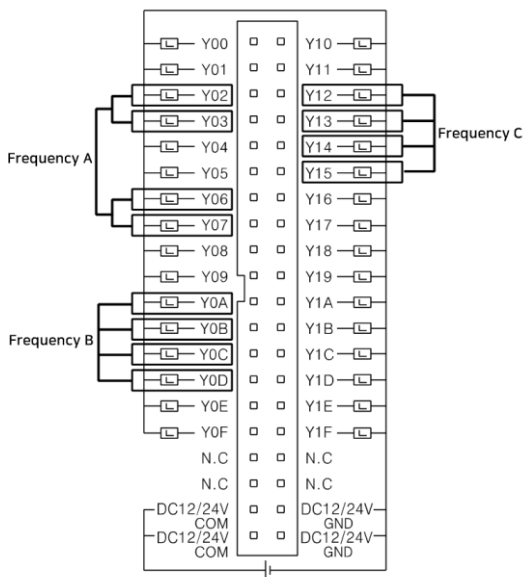 Y00 Y10
Y01 Y11
Y02 Y12
Y03 Y13
Frequency C
Y04 Y14
Frequency A
Y05 Y15
Y06 Y16
Y07 Y17
Y08 Y18
Y09 Y19
Y0A Y1A
Y0B Y1B
Frequency B
Y0C Y1C
Y0D Y1D
Y0E Y1E
Y0F Y1F
N.C N.C
N.C N.C
DC12/24V DC12/24V
COM GND
DC12/24V DC12/24V
COM GND